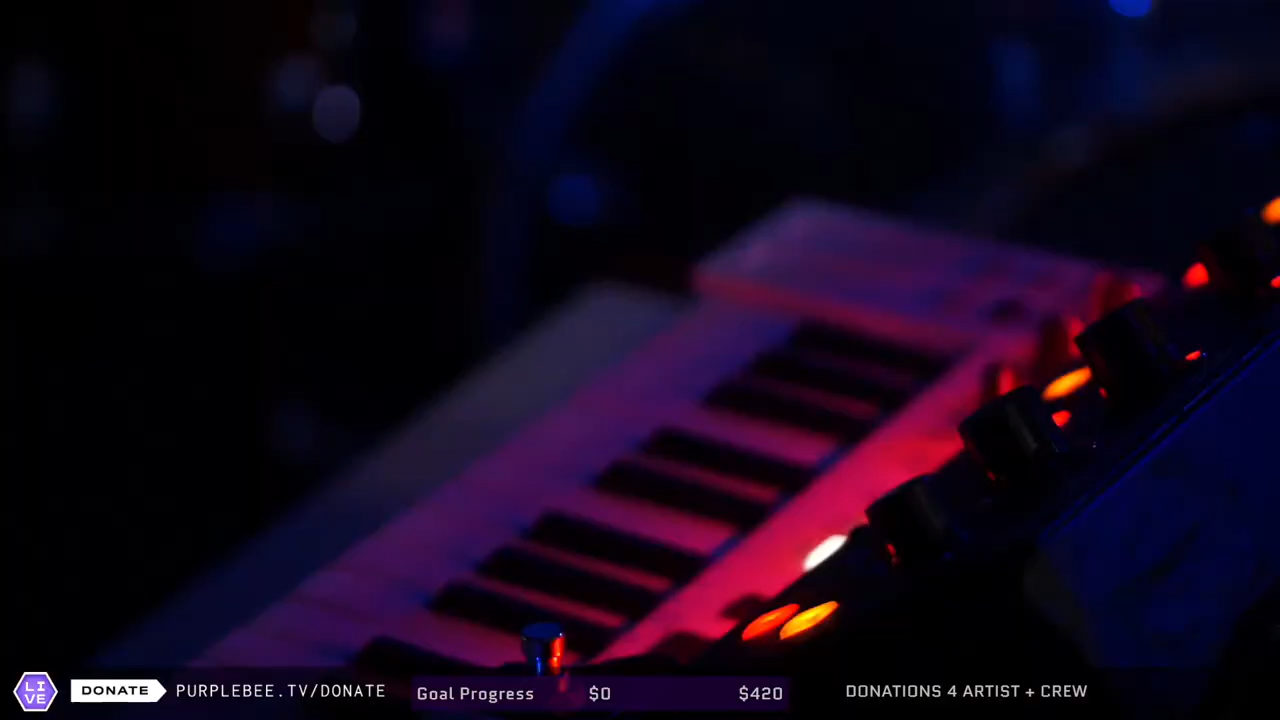 LI
VE
DONATE
PURPLEBEE.TV/DONATE
Goal Progress $0 $420
DONATIONS 4 ARTIST + CREW